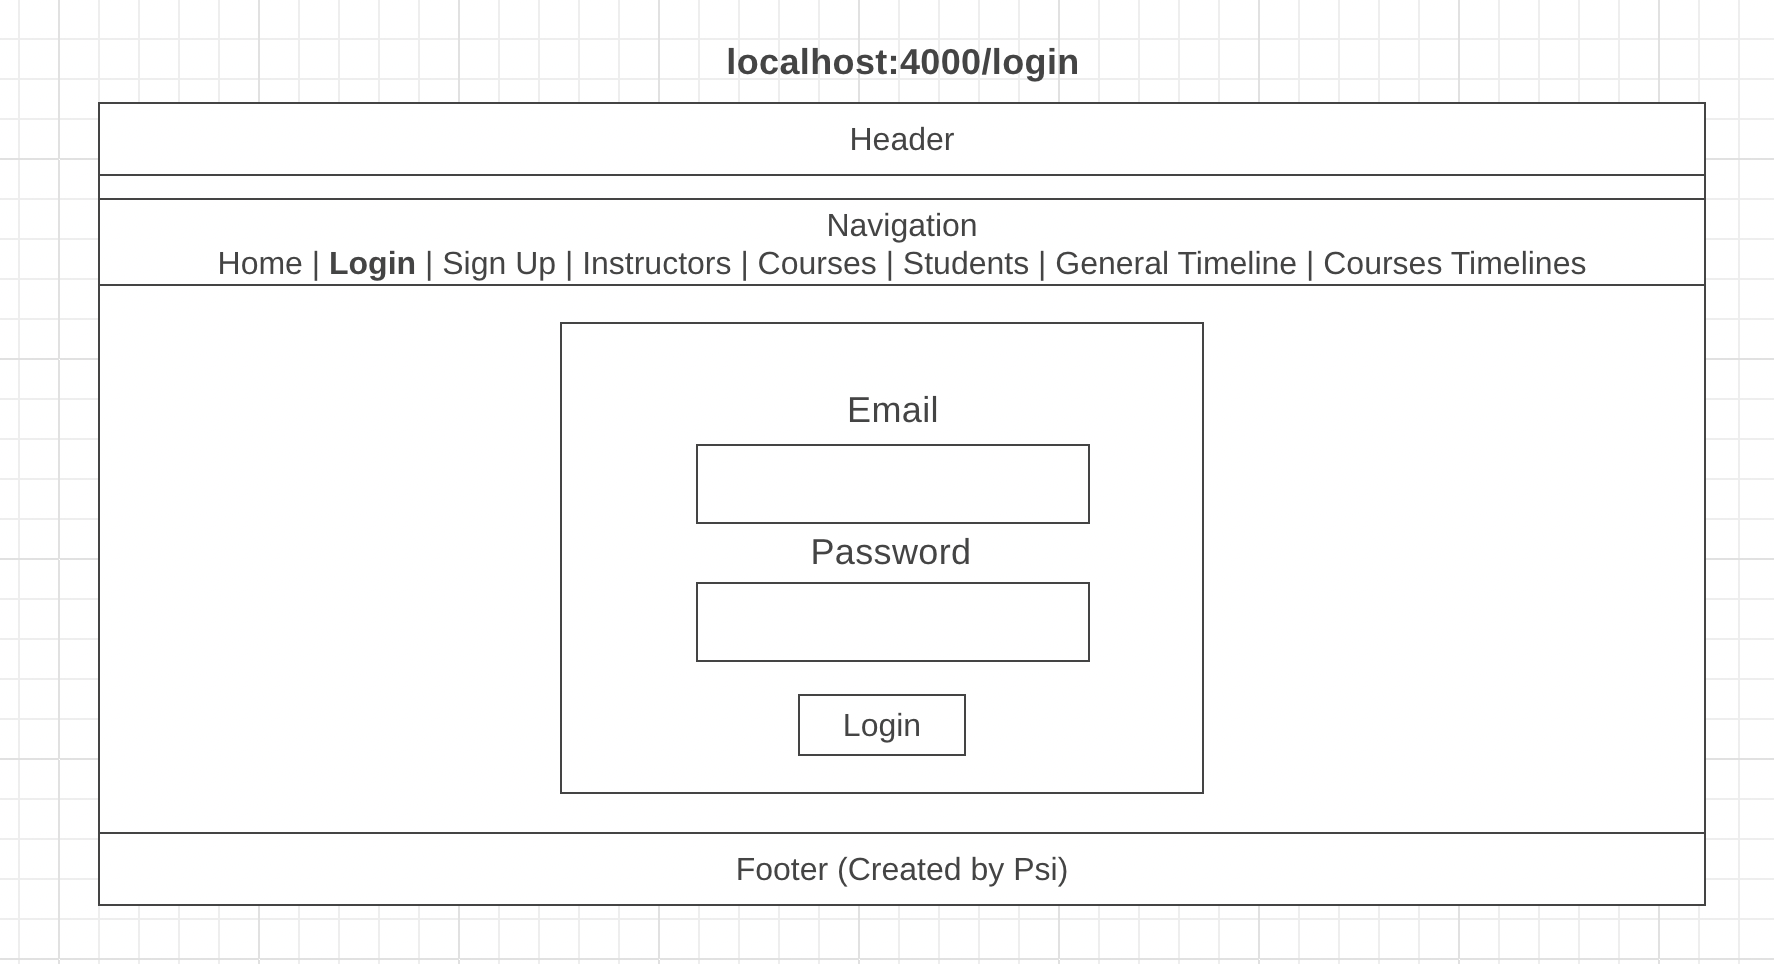 localhost:4000/login
Header
Navigation
Home | Login | Sign Up | Instructors | Courses | Students | General Timeline | Courses Timelines
Email
Password
Login
Footer (Created by Psi)